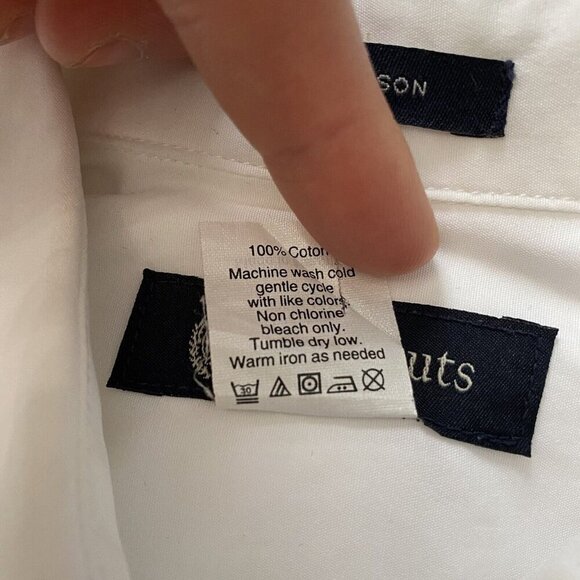 SON
100% Coton
Machine wash cold
gentle cycle
with like colors.
Non chlorine
bleach only.
Tumble dry low.
Warm iron as needed
30
uts